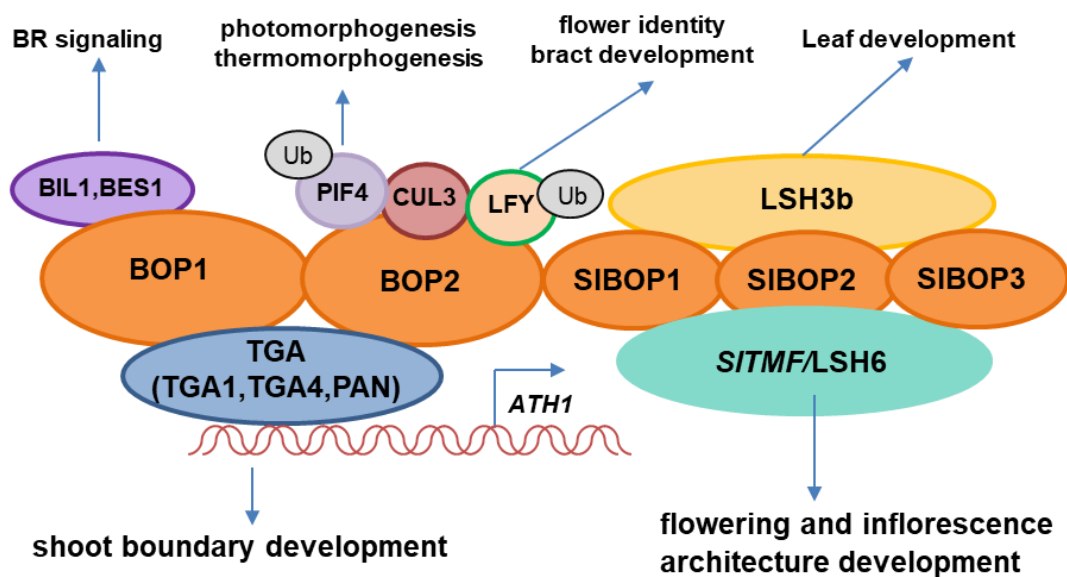 BR signaling
photomorphogenesis
thermomorphogenesis
flower identity
bract development
Leaf development
Ub
BIL1,BES1
PIF4
CUL3
LFY
Ub
LSH3b
BOP1
BOP2
SlBOP1
SlBOP2
SlBOP3
TGA
(TGA1,TGA4,PAN)
ATH1
SlTMF/LSH6
shoot boundary development
flowering and inflorescence
architecture development